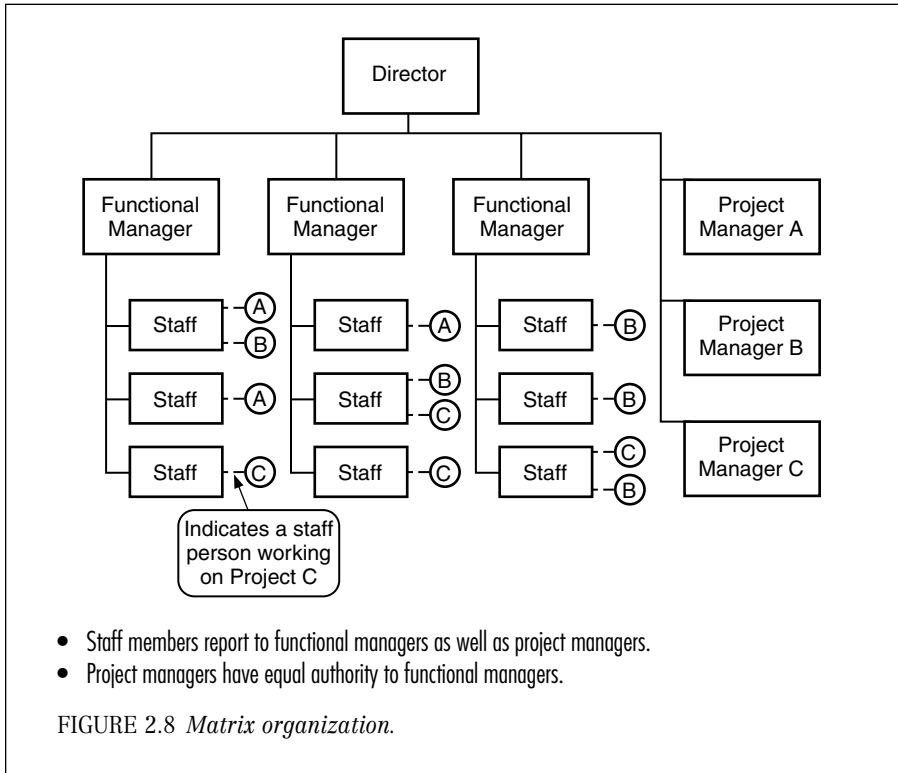 Director
Functional
Manager
Functional
Manager
Functional
Manager
Project
Manager A
Staff
A
B
Staff
A
Staff
B
Project
Manager B
Staff
A
Staff
B
C
Staff
B
Staff
C
Staff
C
Staff
C
B
Project
Manager C
Indicates a staff
person working
on Project C
• Staff members report to functional managers as well as project managers.
• Project managers have equal authority to functional managers.
FIGURE 2.8 Matrix organization.